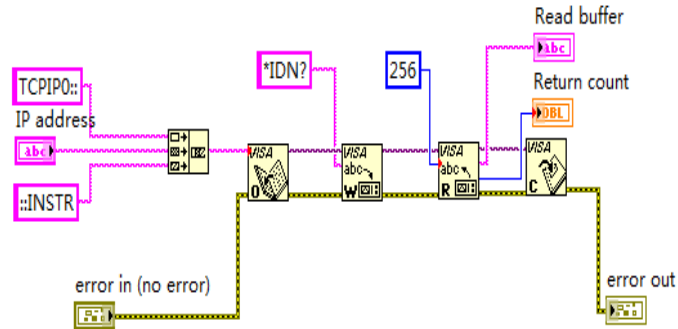 Read buffer
abc
*IDN?
256
TCPIP0::
Return count
DBL
IP address
abc
VISA
VISA
VISA
VISA
abc
abc
O
W
R
C
::INSTR
error in (no error)
error out